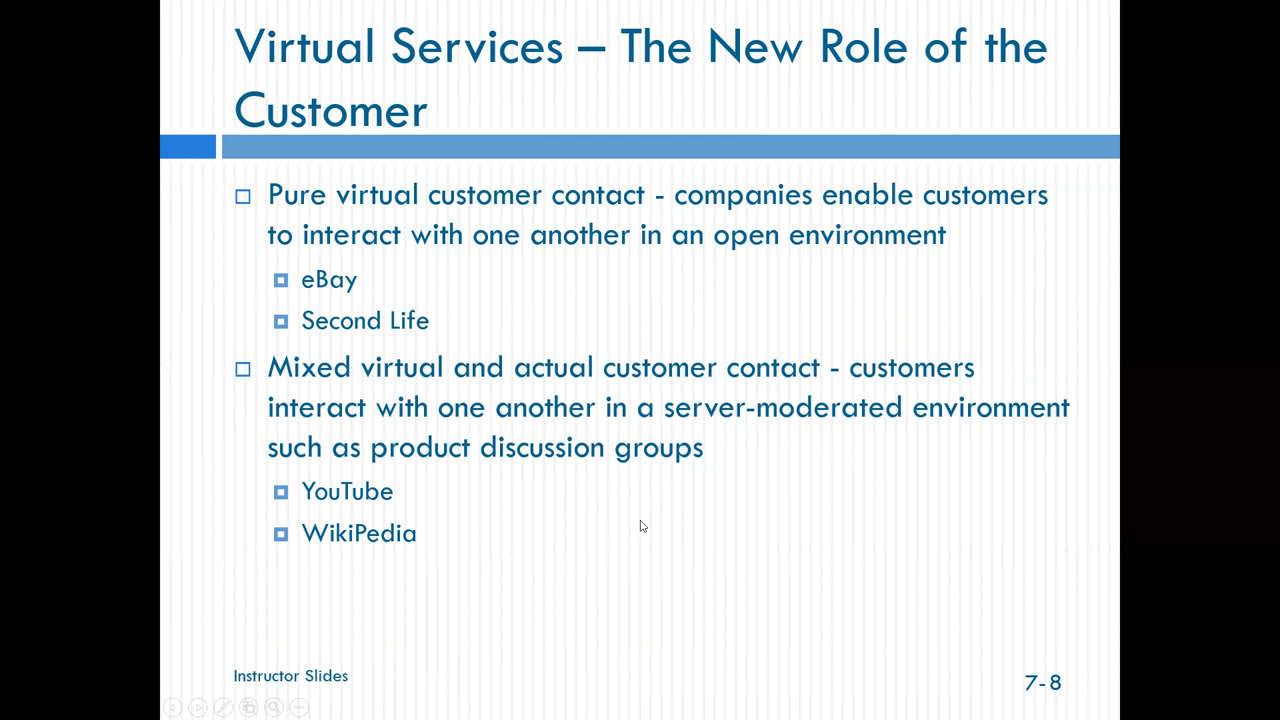 Virtual Services – The New Role of the
Customer
Pure virtual customer contact - companies enable customers
to interact with one another in an open environment
eBay
Second Life
Mixed virtual and actual customer contact - customers
interact with one another in a server-moderated environment
such as product discussion groups
YouTube
WikiPedia
Instructor Slides
7-8